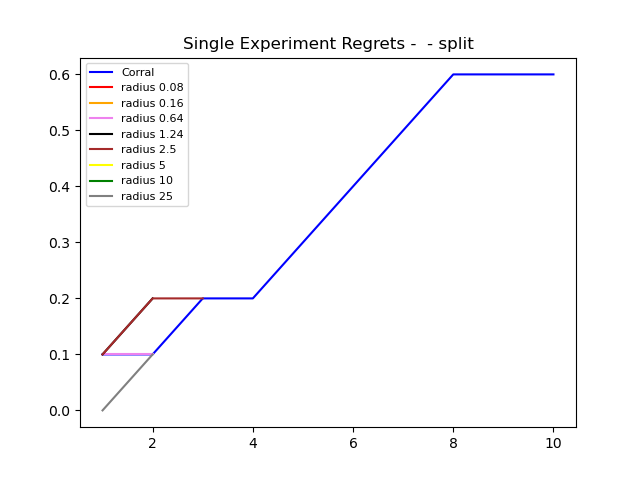 Single Experiment Regrets -  - split
Corral
radius 0.08
radius 0.16
radius 0.64
radius 1.24
radius 2.5
radius 5
radius 10
radius 25
0.6
0.5
0.4
0.3
0.2
0.1
0.0
2 4 6 8 10